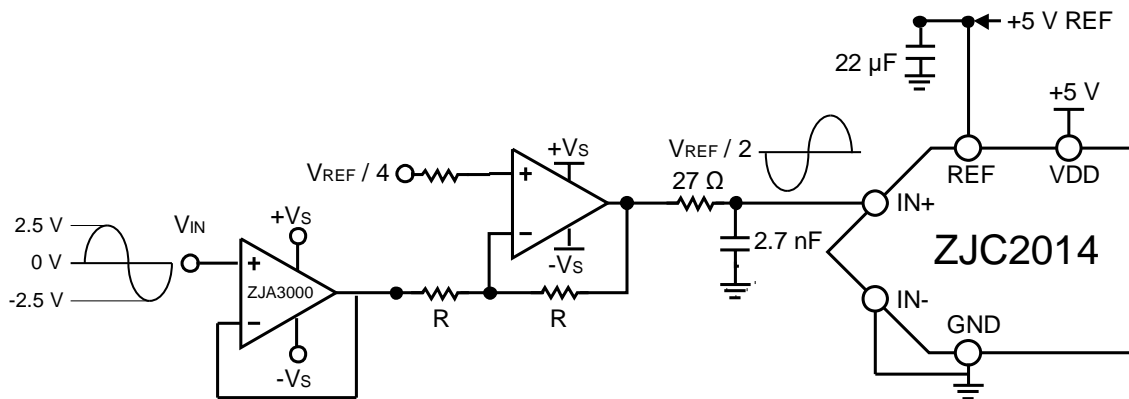 +5 V REF
22 µF
+5 V
REF
VDD
VREF / 4
+
−
+VS
-VS
VREF / 2
27 Ω
2.7 nF
IN+
ZJC2014
IN-
GND
2.5 V
0 V
-2.5 V
VIN
+VS
+
ZJA3000
−
-VS
R
R